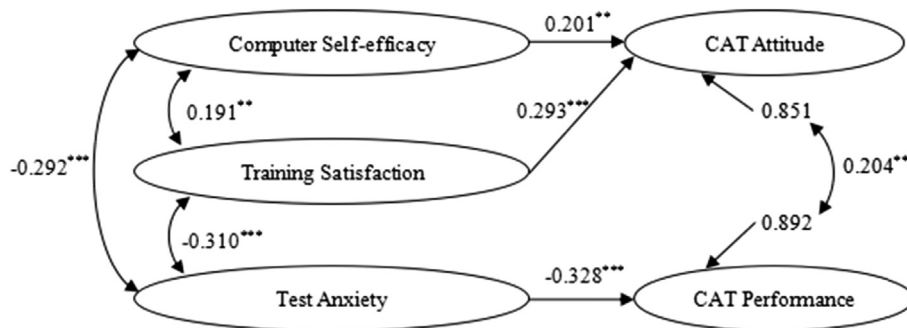 Computer Self-efficacy
0.201**
CAT Attitude
0.191**
0.293***
0.851
-0.292***
Training Satisfaction
0.204**
-0.310***
0.892
Test Anxiety
-0.328***
CAT Performance